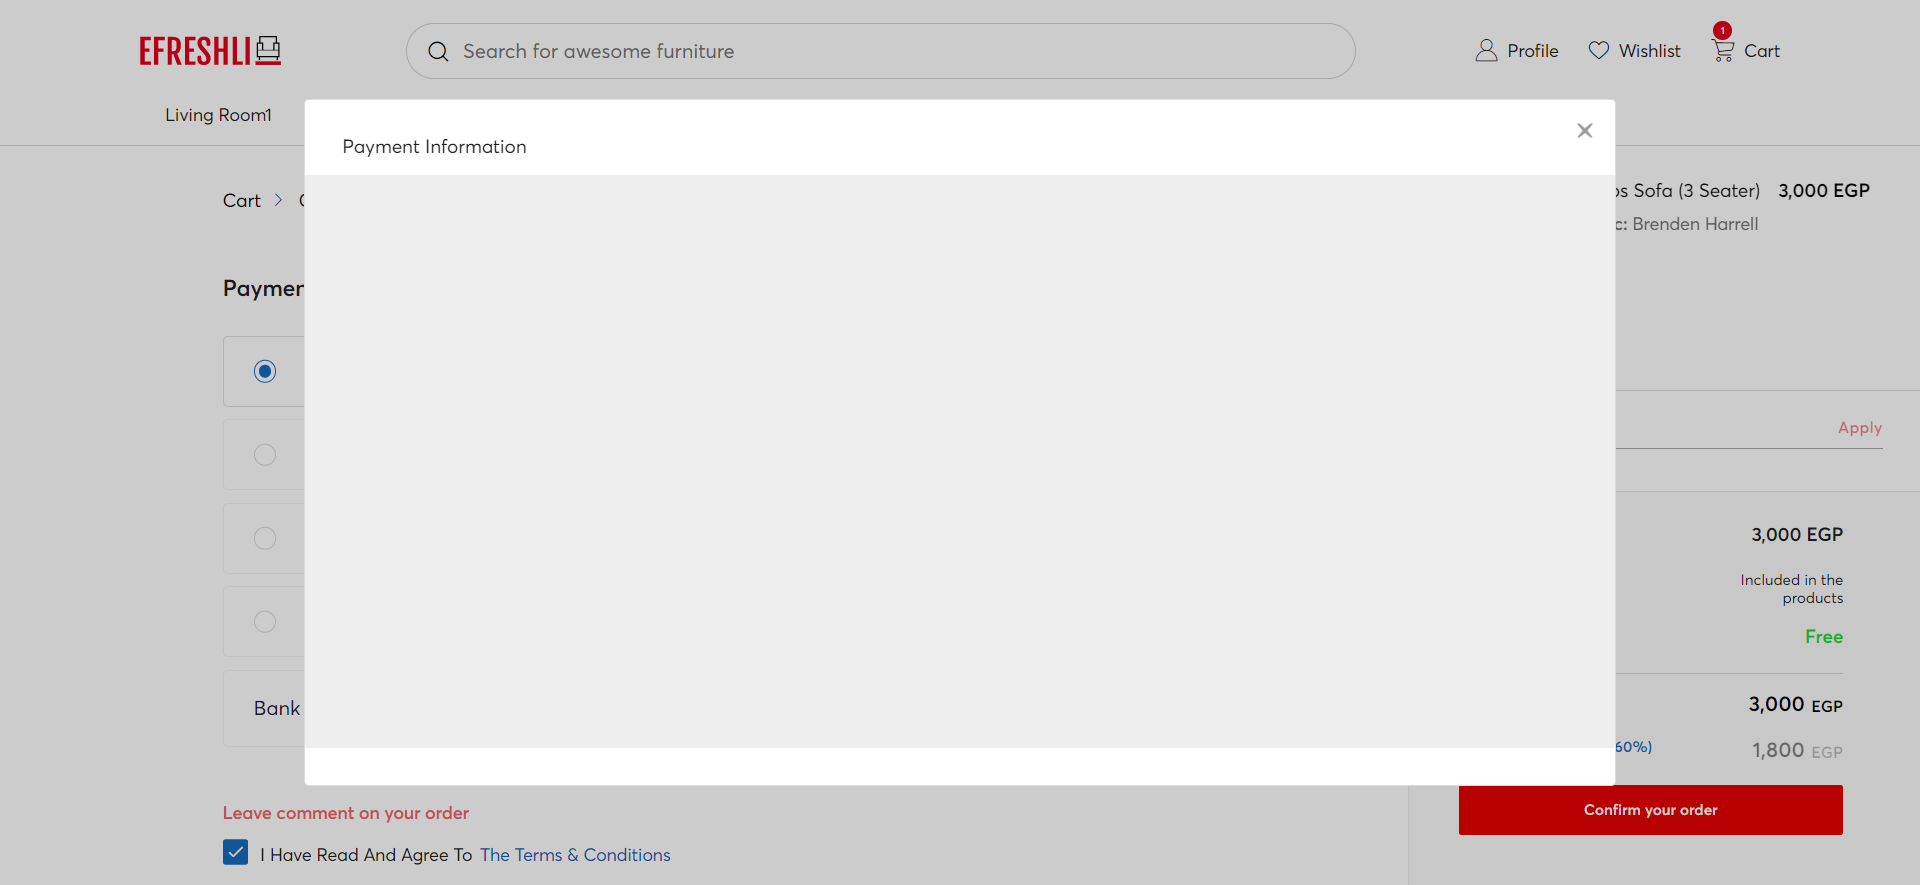 EFRESHLI
Search for awesome furniture
Profile
Wishlist
1
Cart
Living Room1
Payment Information
Cart
Sofa (3 Seater)
3,000 EGP
Brenden Harrell
Apply
3,000 EGP
Included in the
products
Free
Bank
3,000 EGP
60%)
1,800 EGP
Confirm your order
Leave comment on your order
I Have Read And Agree To The Terms & Conditions